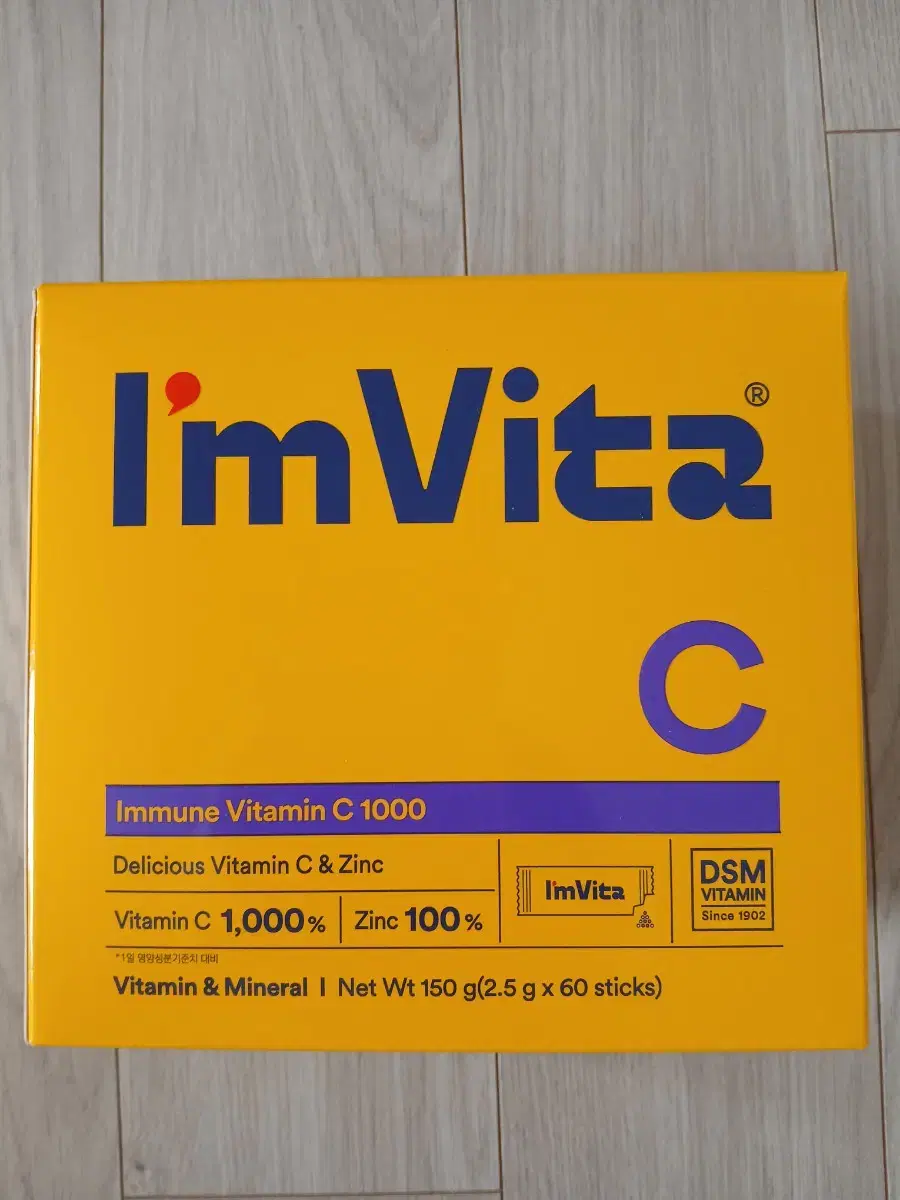 I'mVita®
C
Immune Vitamin C 1000
Delicious Vitamin C & Zinc
Vitamin C 1,000% Zinc 100%
I'mVita
DSM
VITAMIN
Since 1902
*1일 영양성분기준치 대비
Vitamin & Mineral | Net Wt 150 g(2.5 g x 60 sticks)